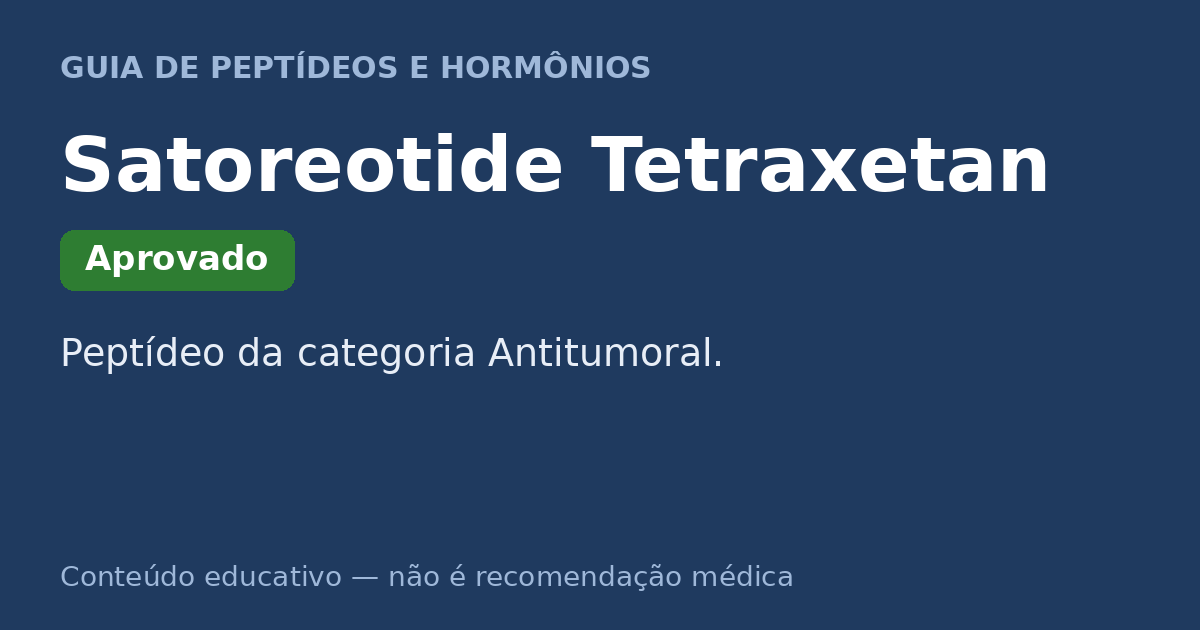 GUIA DE PEPTÍDEOS E HORMÔNIOS
Satoreotide Tetraxetan
Aprovado
Peptídeo da categoria Antitumoral.
Conteúdo educativo — não é recomendação médica